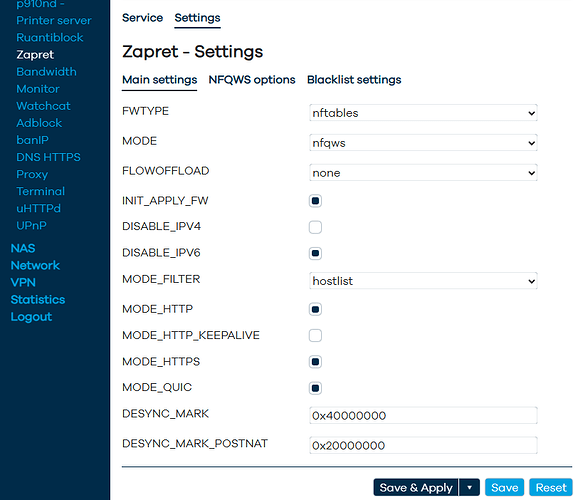 p910nd -
Printer server
Ruantiblock
Zapret
Bandwidth
Monitor
Watchcat
Adblock
banIP
DNS HTTPS
Proxy
Terminal
uHTTPd
UPnP
NAS
Network
VPN
Statistics
Logout
Service Settings
Zapret - Settings
Main settings NFQWS options Blacklist settings
FWTYPE nftables
MODE nfqws
FLOWOFFLOAD none
INIT_APPLY_FW
DISABLE_IPV4
DISABLE_IPV6
MODE_FILTER hostlist
MODE_HTTP
MODE_HTTP_KEEPALIVE
MODE_HTTPS
MODE_QUIC
DESYNC_MARK 0x40000000
DESYNC_MARK_POSTNAT 0x20000000
Save & Apply Save Reset